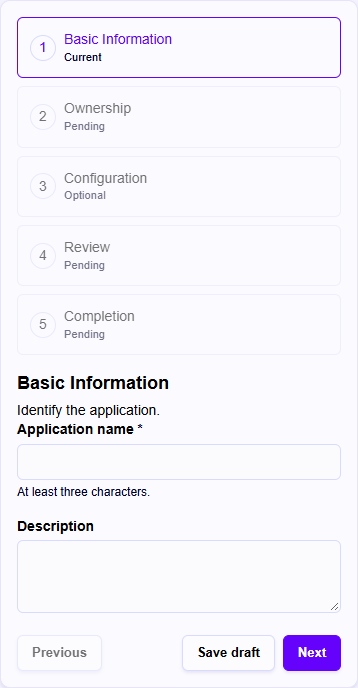 1
Basic Information
Current
2
Ownership
Pending
3
Configuration
Optional
4
Review
Pending
5
Completion
Pending
Basic Information
Identify the application.
Application name *
At least three characters.
Description
Previous
Save draft
Next